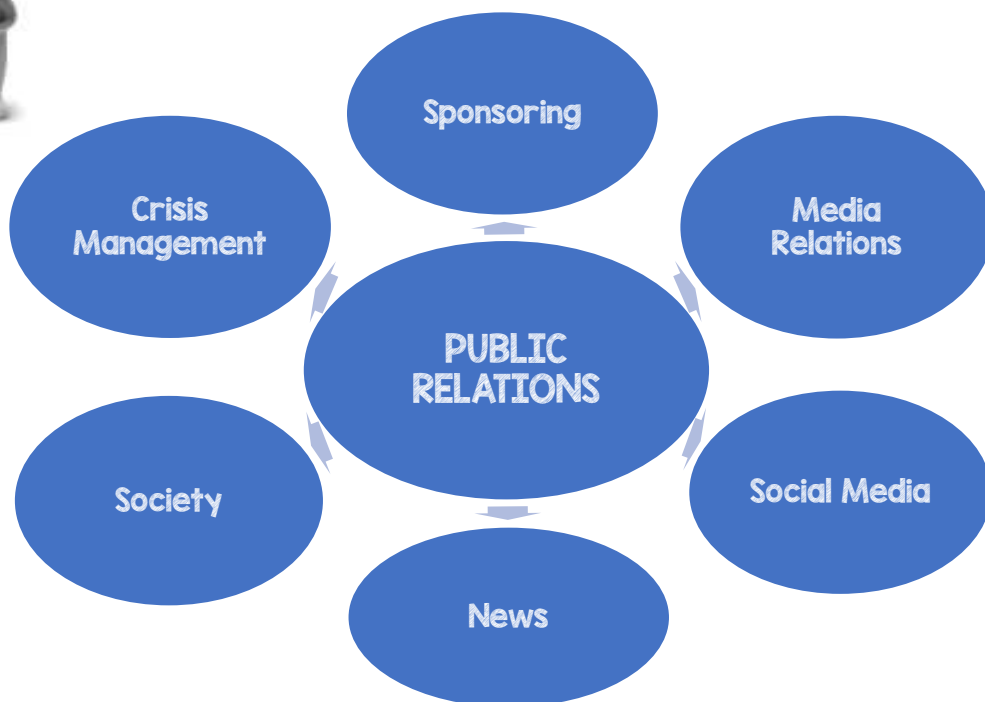 Sponsoring
Crisis
Management
Media
Relations
PUBLIC
RELATIONS
Society
Social Media
News